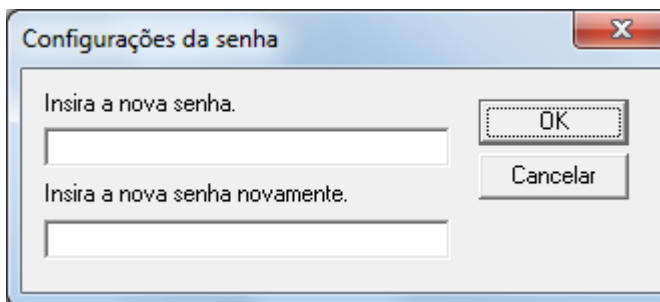 Configurações da senha
Insira a nova senha.
OK
Cancelar
Insira a nova senha novamente.